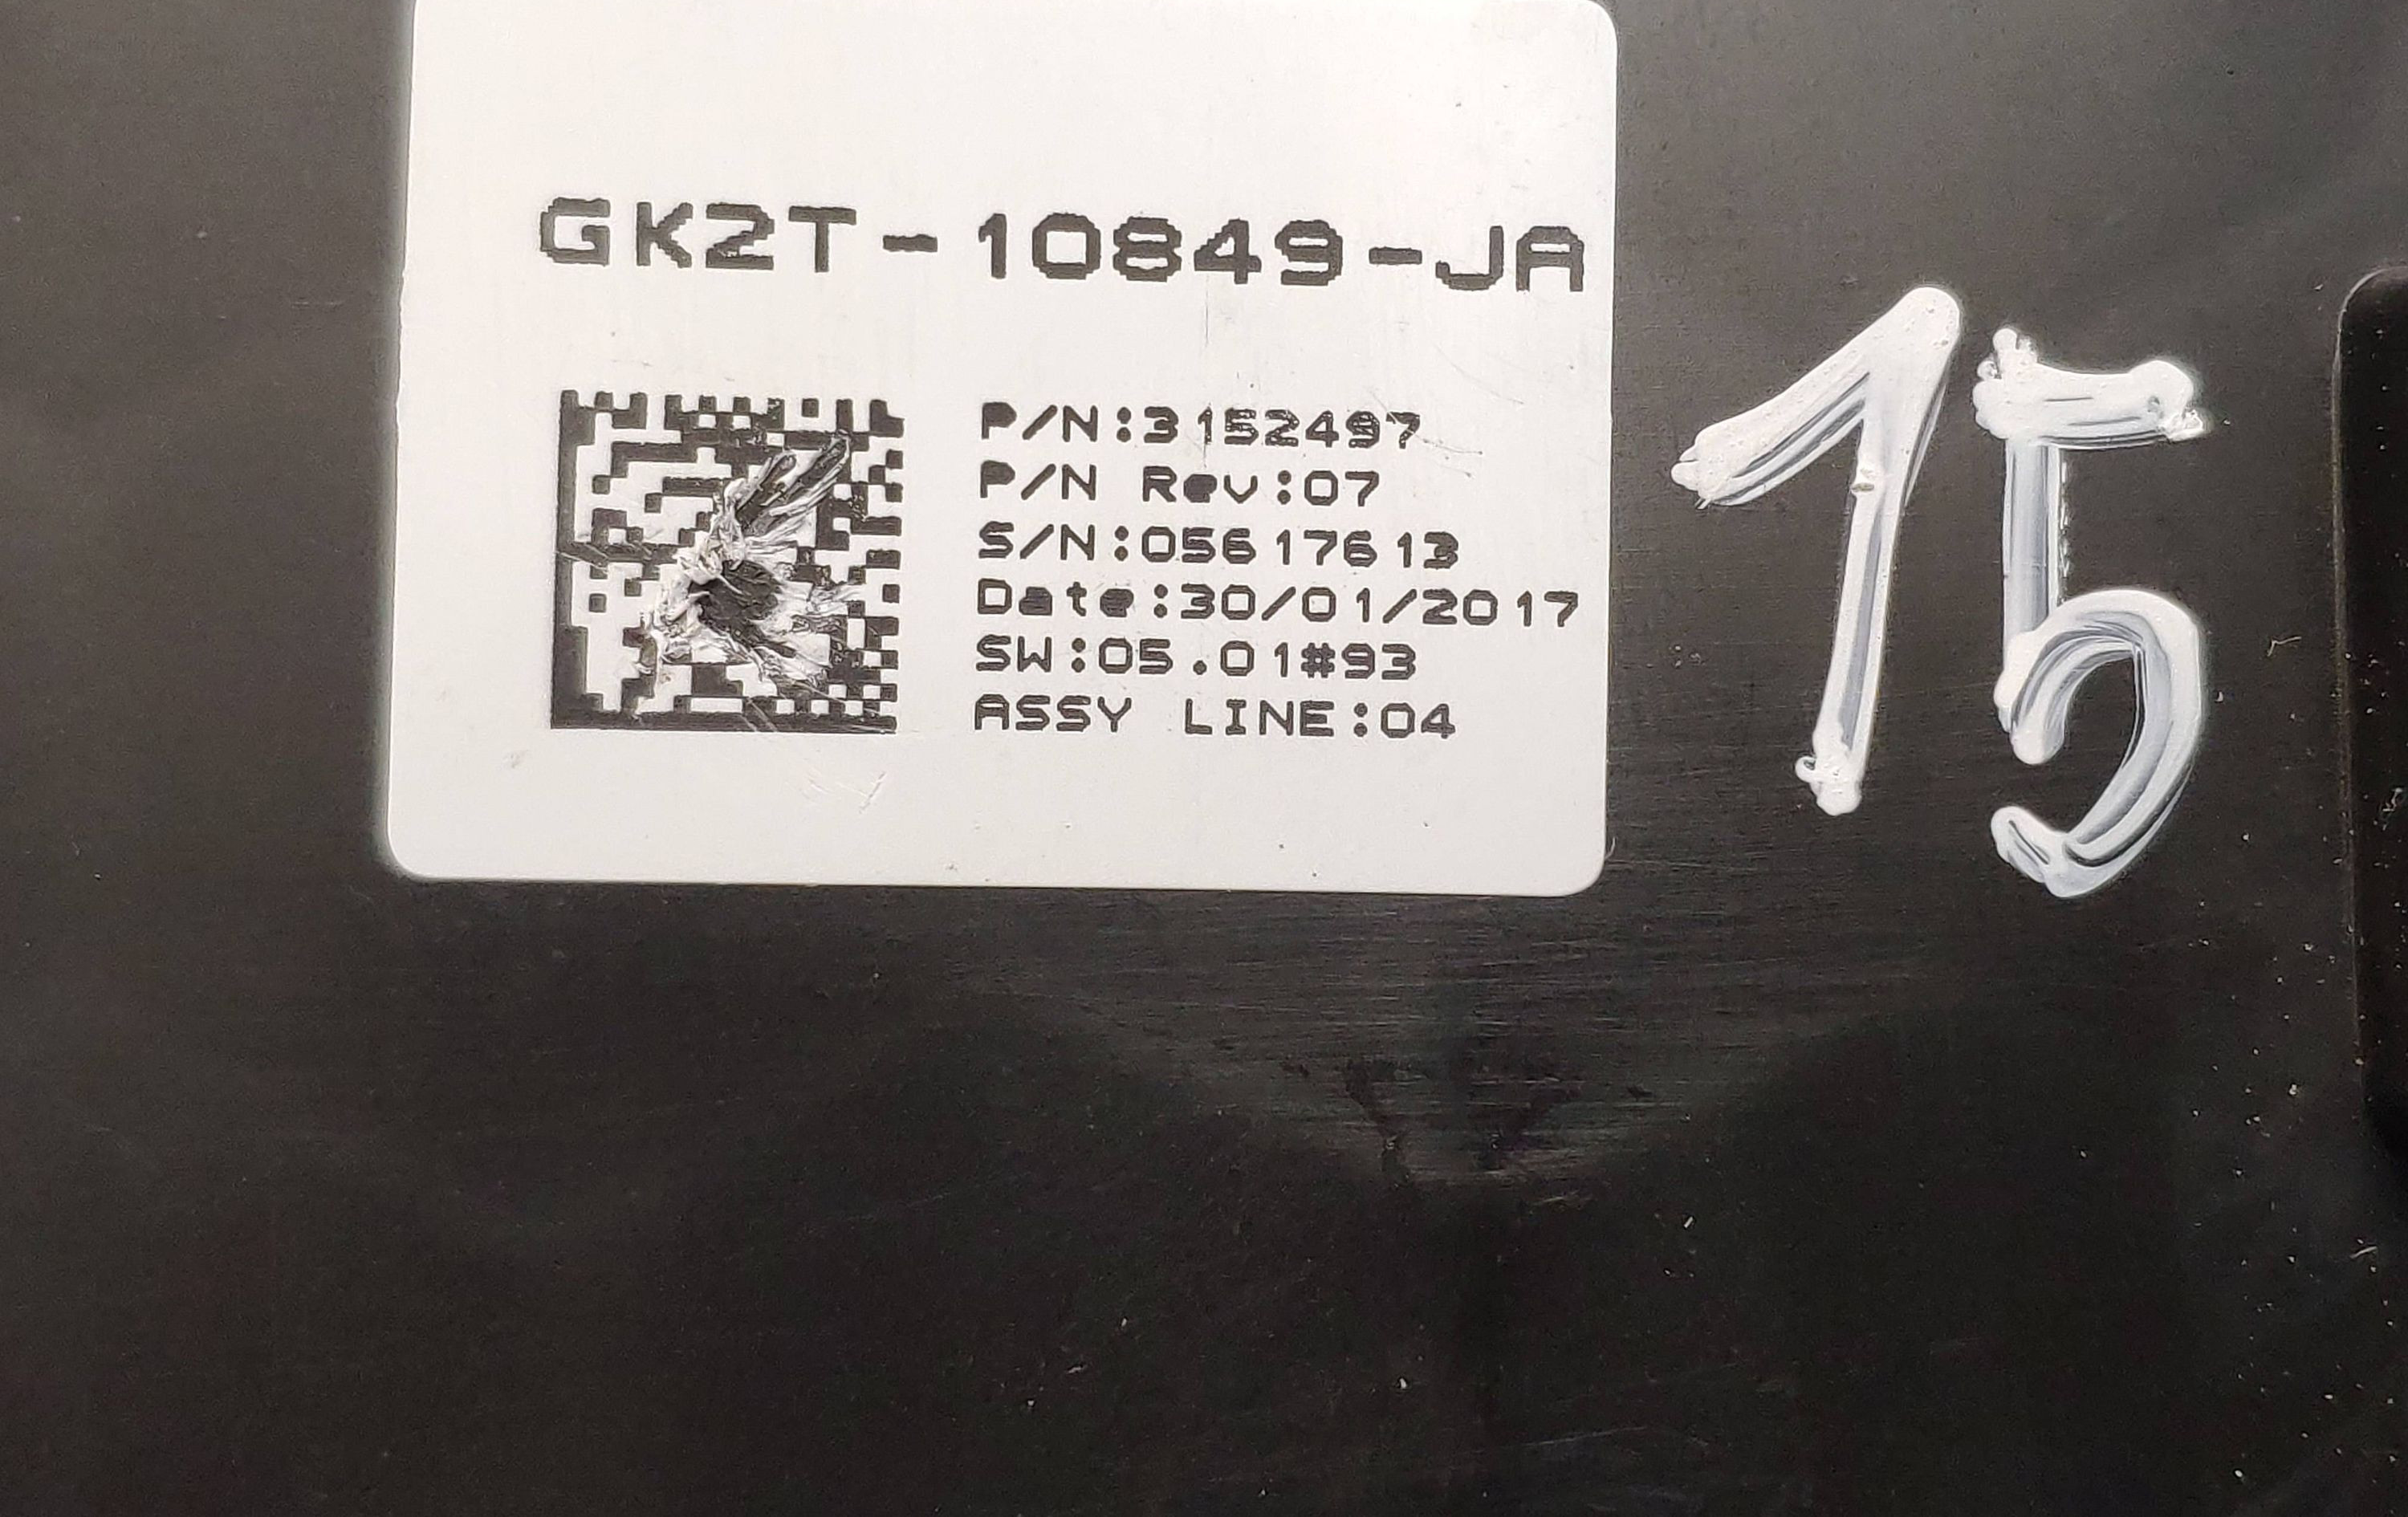 GK2T-10849-JA
P/N:3152497
P/N Rev:07
S/N:05617613
Date:30/01/2017
SW:05.01#93
ASSY LINE:04
15